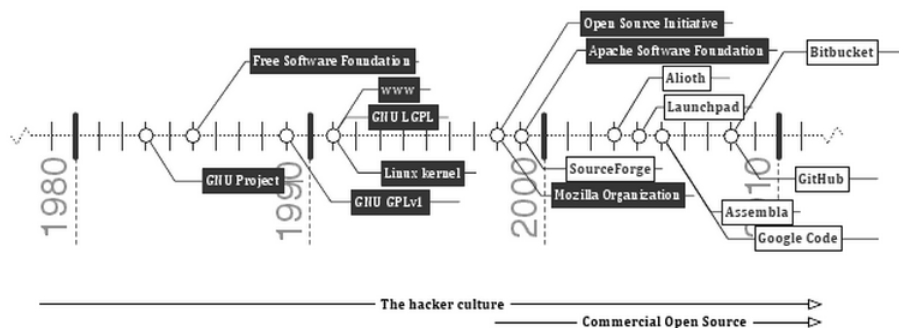 Open Source Initiative
Free Software Foundation
Apache Software Foundation
Bitbucket
Alioth
www
Launchpad
GNU LGPL
GNU Project
Linux kernel
SourceForge
GitHub
GNU GPLv1
Mozilla Organization
Assembla
Google Code
1980
1990
2000
10
The hacker culture
Commercial Open Source